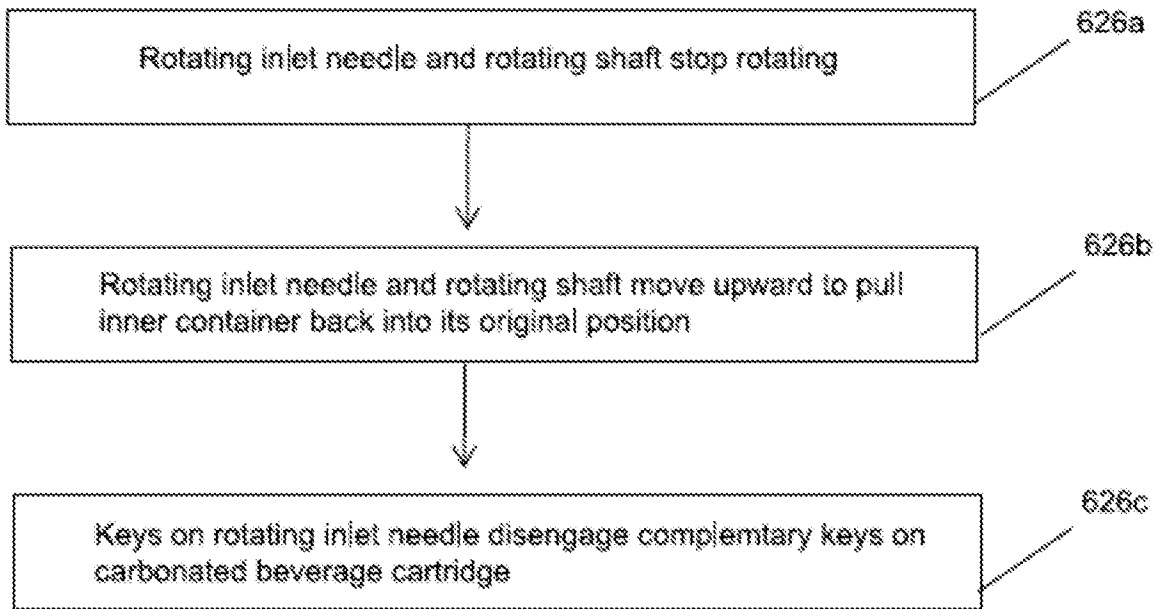 626a
Rotating inlet needle and rotating shaft stop rotating
626b
Rotating inlet needle and rotating shaft move upward to pull
inner container back into its original position
626c
Keys on rotating inlet needle disengage complemtary keys on
carbonated beverage cartridge